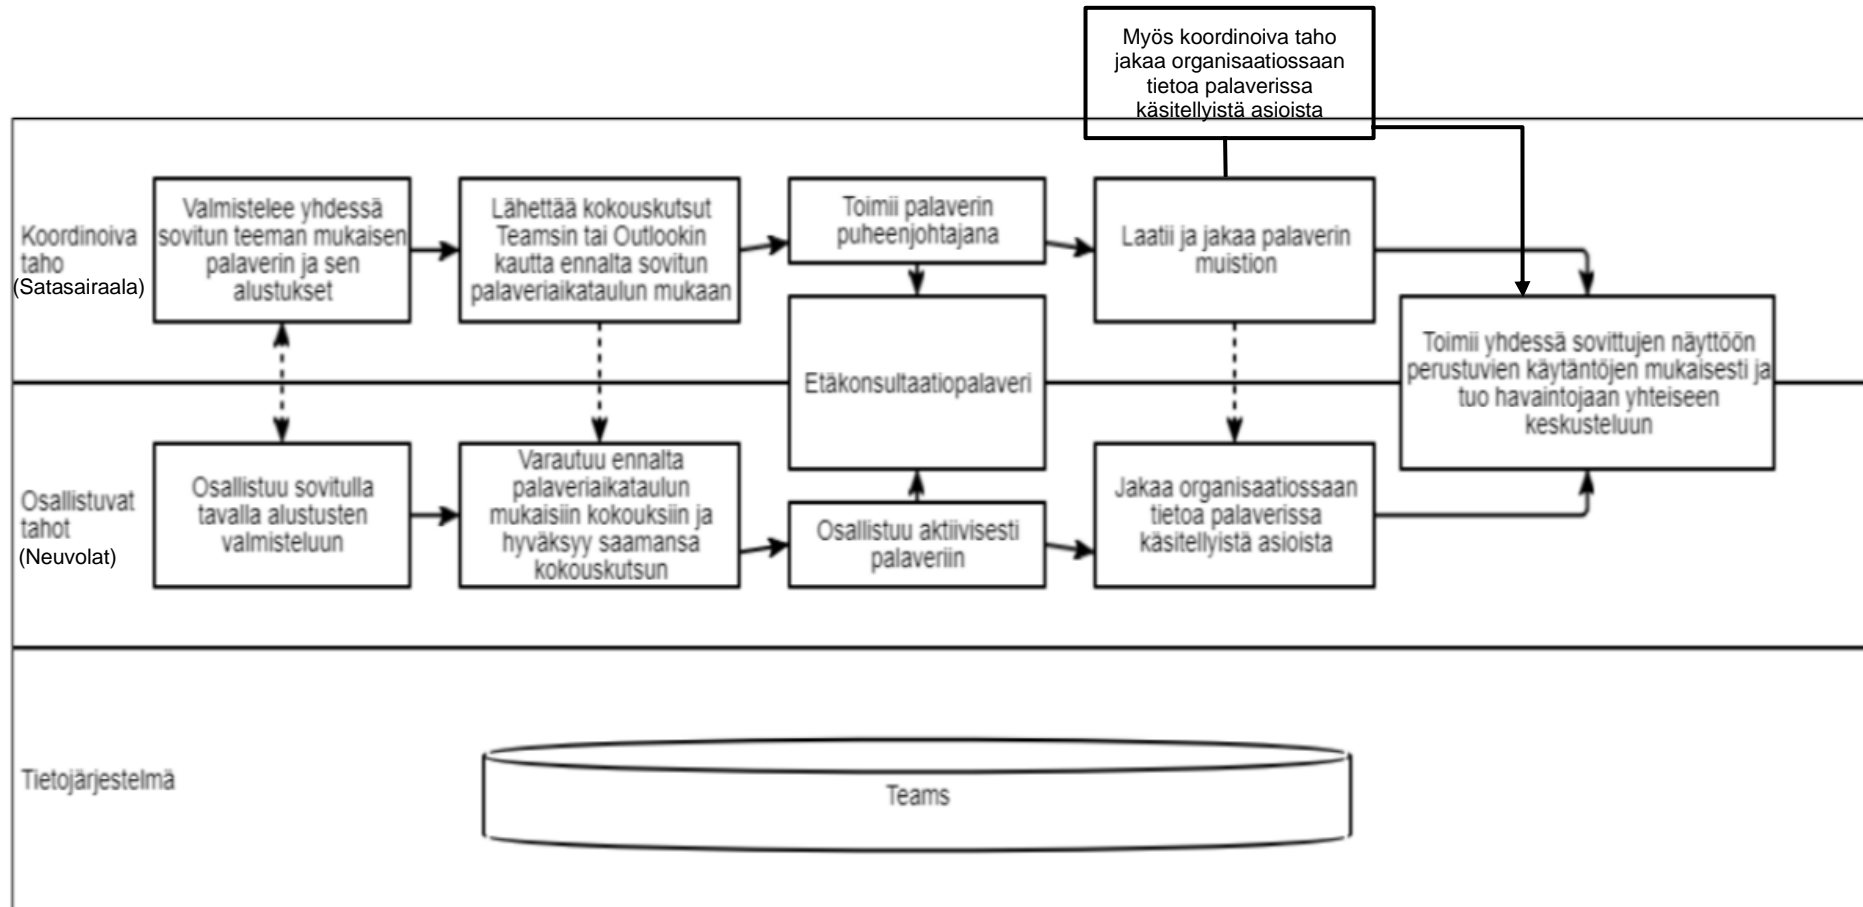 Myös koordinoiva taho
jakaa organisaatiossaan
tietoa palaverissa
käsitellyistä asioista
Koordinoiva
taho
(Satasairaala)
Valmistelee yhdessä
sovitun teeman mukaisen
palaverin ja sen
alustukset
Lähettää kokouskutsut
Teamsin tai Outlookin
kautta ennalta sovitun
palaveriaikataulun mukaan
Toimii palaverin
puheenjohtajana
Laatii ja jakaa palaverin
muistion
Etäkonsultaatiopalaveri
Toimii yhdessä sovittujen näyttöön
perustuvien käytäntöjen mukaisesti ja
tuo havaintojaan yhteiseen
keskusteluun
Osallistuvat
tahot
(Neuvolat)
Osallistuu sovitulla
tavalla alustusten
valmisteluun
Varautuu ennalta
palaveriaikataulun
mukaisiin kokouksiin ja
hyväksyy saamansa
kokouskutsun
Osallistuu aktiivisesti
palaveriin
Jakaa organisaatiossaan
tietoa palaverissa
käsitellyistä asioista
Tietojärjestelmä
Teams